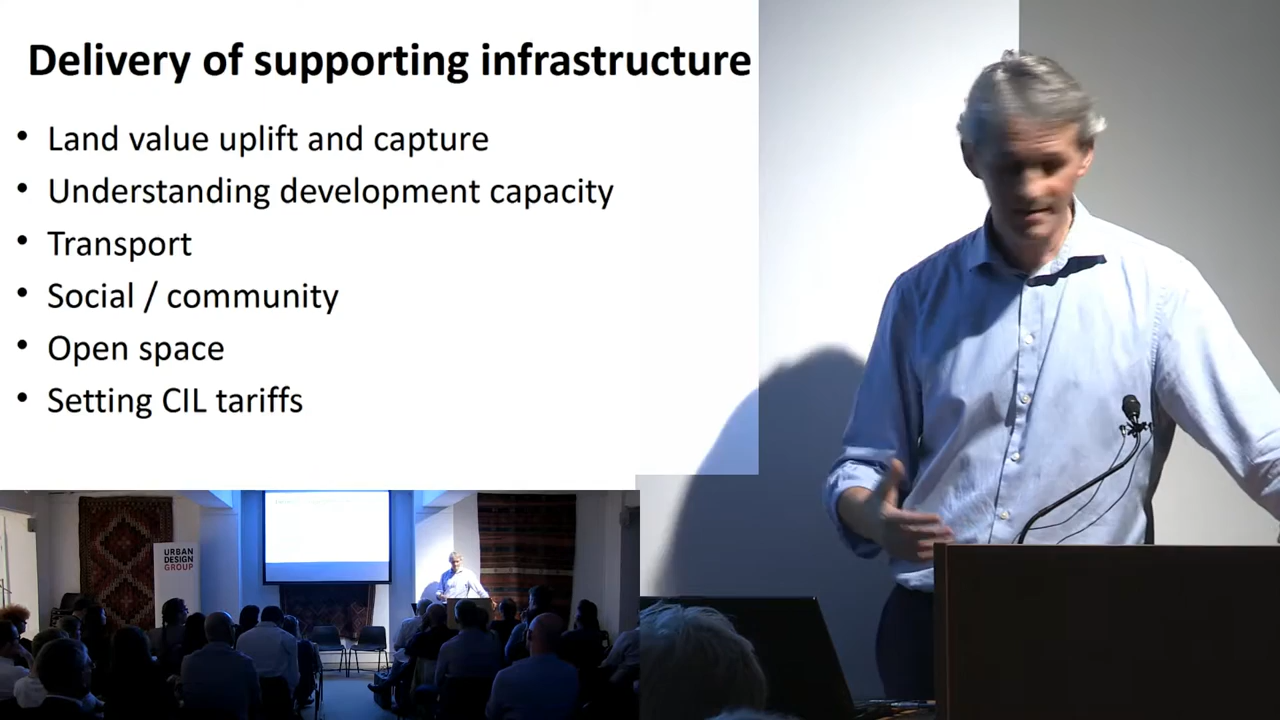 Delivery of supporting infrastructure
• Land value uplift and capture
• Understanding development capacity
• Transport
• Social / community
• Open space
• Setting CIL tariffs
URBAN
DESIGN
GROUP